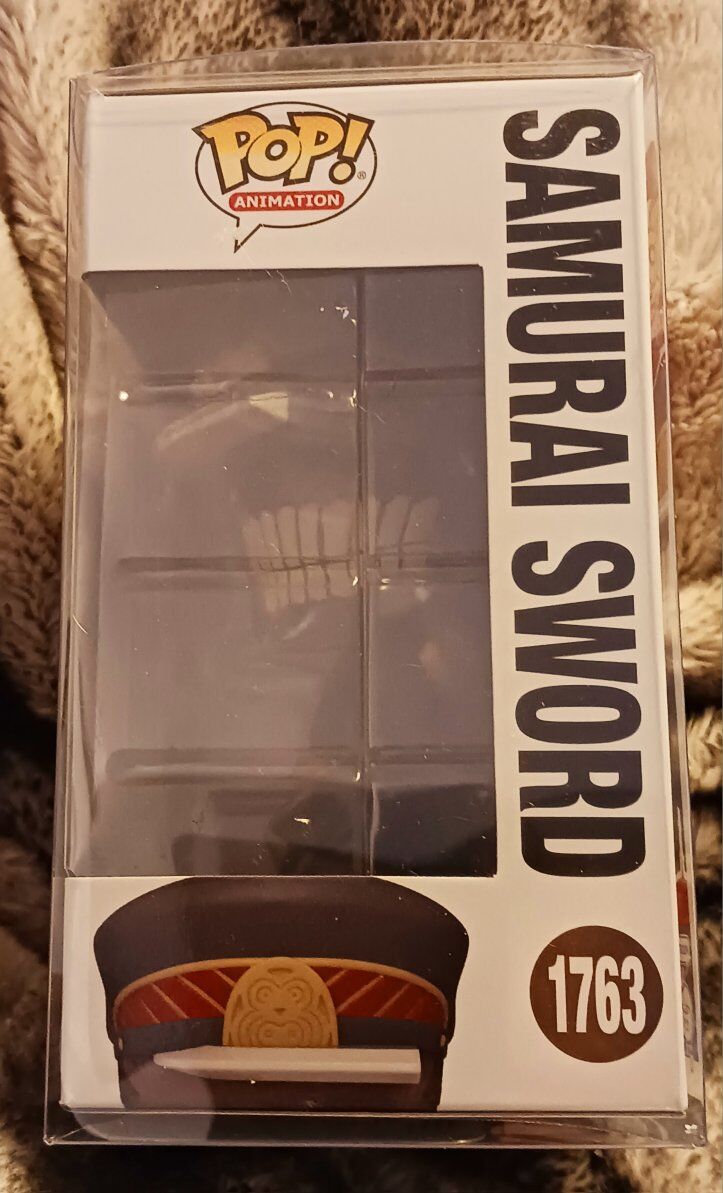 POP!
ANIMATION
SAMURAI SWORD
1763